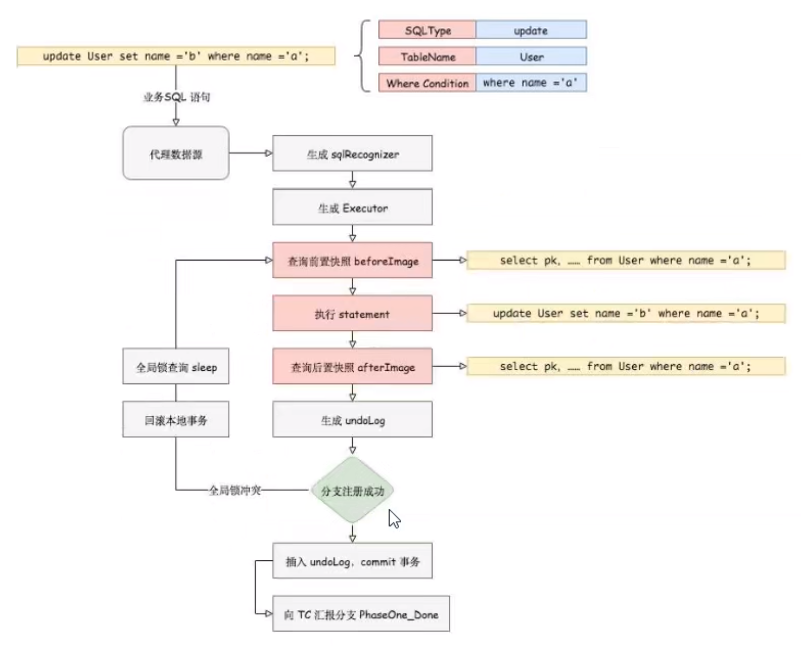 update User set name ='b' where name ='a';
SQLType
update
TableName
User
Where Condition
where name ='a'
业务SQL 语句
代理数据源
生成 sqlRecognizer
生成 Executor
查询前置快照 beforeImage
select pk, …… from User where name ='a';
执行 statement
update User set name ='b' where name ='a';
全局锁查询 sleep
查询后置快照 afterImage
select pk, …… from User where name ='a';
回滚本地事务
生成 undoLog
全局锁冲突
分支注册成功
插入 undoLog, commit 事务
向 TC 汇报分支 PhaseOne_Done